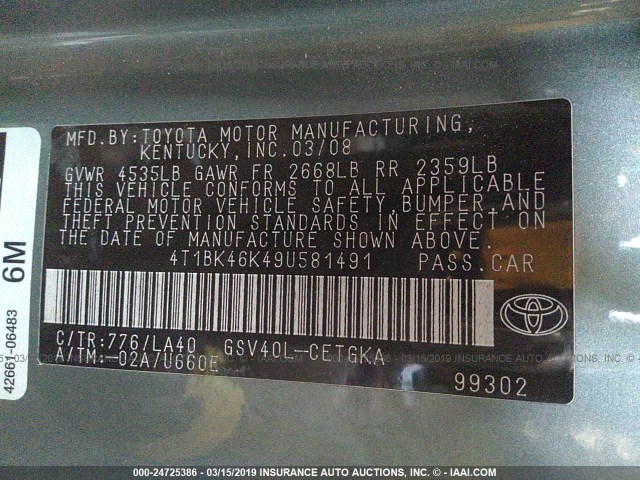 MFD. BY: TOYOTA MOTOR MANUFACTURING,
KENTUCKY, INC. 03/08
GVWR 4535LB GAWR FR 2668LB RR 2359LB
THIS VEHICLE CONFORMS TO ALL APPLICABLE
FEDERAL MOTOR VEHICLE SAFETY, BUMPER, AND
THEFT PREVENTION STANDARDS IN EFFECT ON
THE DATE OF MANUFACTURE SHOWN ABOVE.
4T1BK46K49U581491 PASS. CAR
C/TR: 776/LA40 GSV40L-CETGKA
A/TM: -02A/U660E
99302
42661-06483
6M
000-24725386 - 03/15/2019 INSURANCE AUTO AUCTIONS, INC. - © IAAI.COM